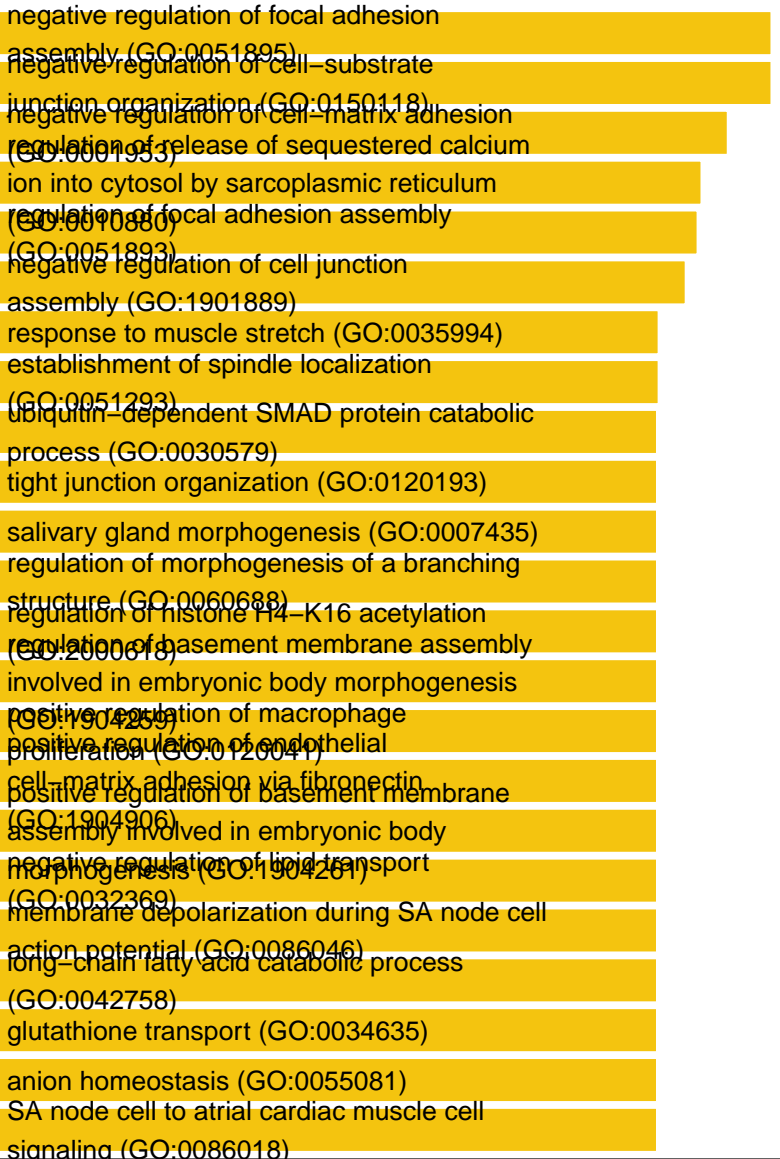 negative regulation of focal adhesion
assembly (GO:0051895)
negative regulation of cell–substrate
junction organization (GO:0150118)
negative regulation of cell–matrix adhesion
(GO:0001953)
regulation of release of sequestered calcium
ion into cytosol by sarcoplasmic reticulum
(GO:0010880)
regulation of focal adhesion assembly
(GO:0051893)
negative regulation of cell junction
assembly (GO:1901889)
response to muscle stretch (GO:0035994)
establishment of spindle localization
(GO:0051293)
ubiquitin–dependent SMAD protein catabolic
process (GO:0030579)
tight junction organization (GO:0120193)
salivary gland morphogenesis (GO:0007435)
regulation of morphogenesis of a branching
structure (GO:0060688)
regulation of histone H4–K16 acetylation
(GO:2000618)
regulation of basement membrane assembly
involved in embryonic body morphogenesis
(GO:1904259)
positive regulation of macrophage
proliferation (GO:0120041)
positive regulation of endothelial
cell–matrix adhesion via fibronectin
(GO:1904906)
positive regulation of basement membrane
assembly involved in embryonic body
morphogenesis (GO:1904261)
negative regulation of lipid transport
(GO:0032369)
membrane depolarization during SA node cell
action potential (GO:0086046)
long–chain fatty acid catabolic process
(GO:0042758)
glutathione transport (GO:0034635)
anion homeostasis (GO:0055081)
SA node cell to atrial cardiac muscle cell
signaling (GO:0086018)